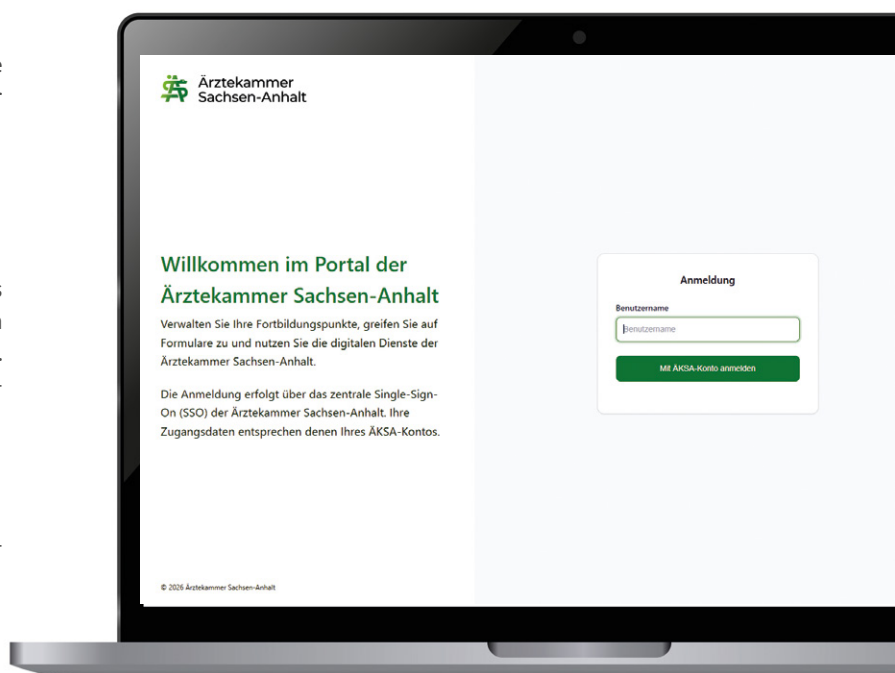 Ärztekammer
Sachsen-Anhalt
Willkommen im Portal der
Ärztekammer Sachsen-Anhalt
Verwalten Sie Ihre Fortbildungspunkte, greifen Sie auf
Formulare zu und nutzen Sie die digitalen Dienste der
Ärztekammer Sachsen-Anhalt.
Die Anmeldung erfolgt über das zentrale Single-Sign-
On (SSO) der Ärztekammer Sachsen-Anhalt. Ihre
Zugangsdaten entsprechen denen Ihres ÄKSA-Kontos.
© 2026 Ärztekammer Sachsen-Anhalt
Anmeldung
Benutzername
Benutzername
Mit ÄKSA-Konto anmelden